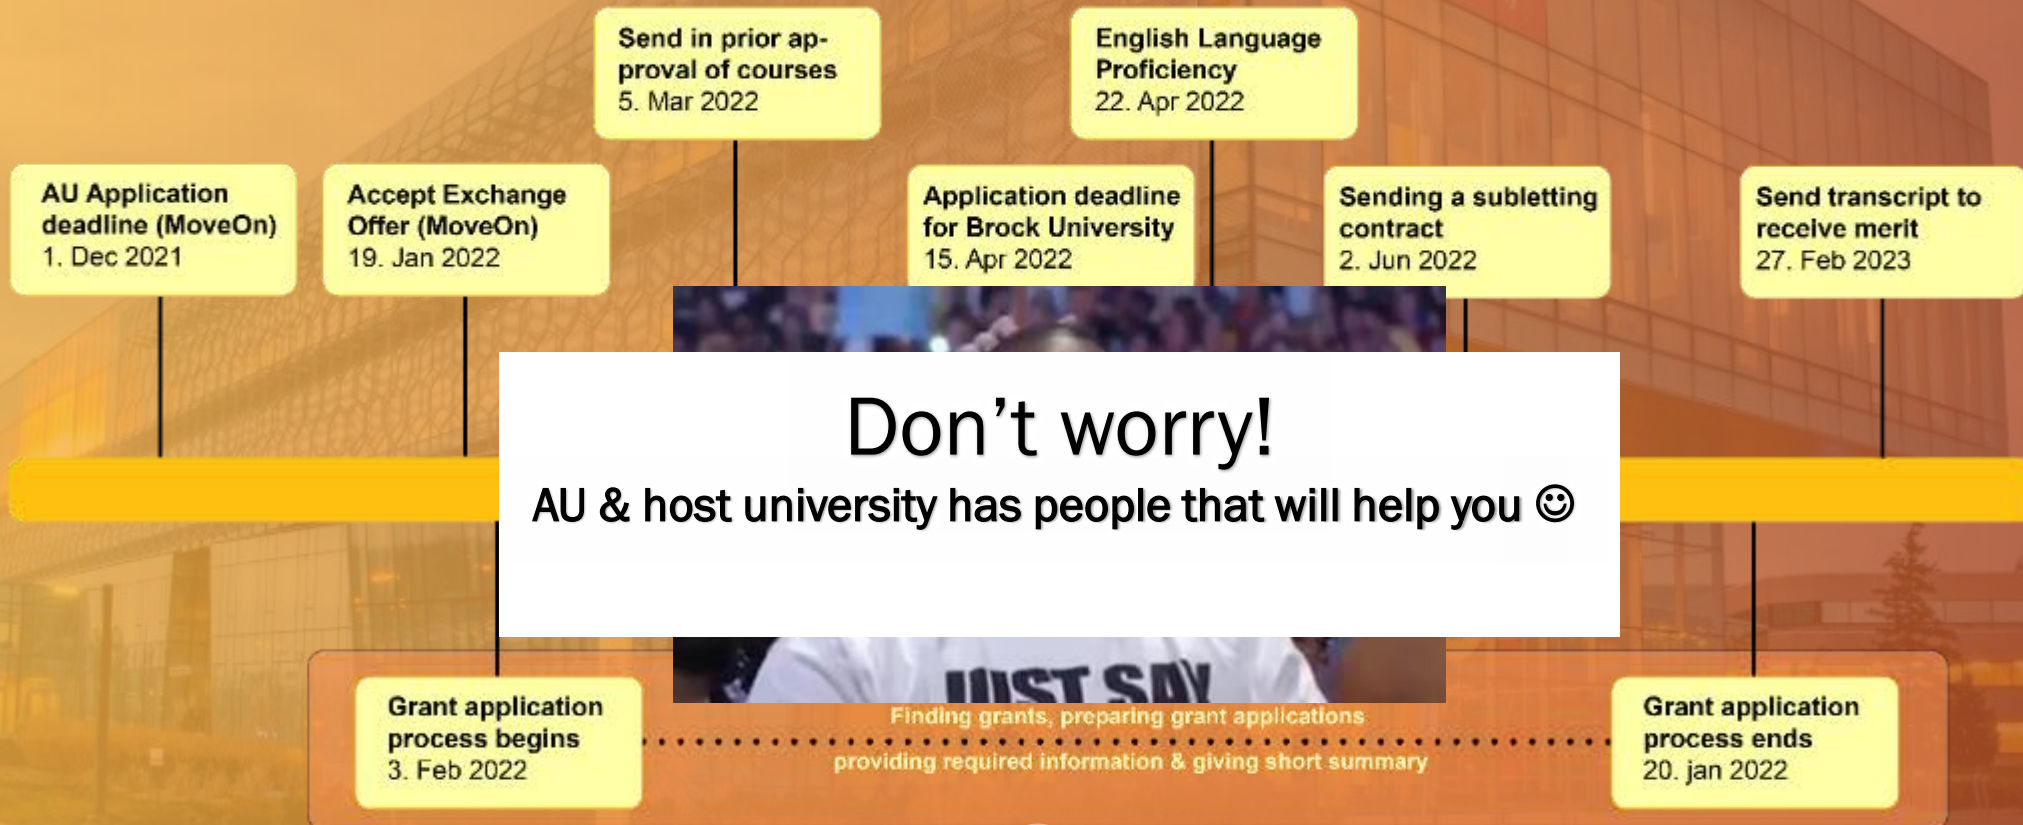 Send in prior ap-
proval of courses
5. Mar 2022
English Language
Proficiency
22. Apr 2022
AU Application
deadline (MoveOn)
1. Dec 2021
Accept Exchange
Offer (MoveOn)
19. Jan 2022
Application deadline
for Brock University
15. Apr 2022
Sending a subletting
contract
2. Jun 2022
Send transcript to
receive merit
27. Feb 2023
Don’t worry!
AU & host university has people that will help you ☺
JUST SAY
Grant application
process begins
3. Feb 2022
Finding grants, preparing grant applications
providing required information & giving short summary
Grant application
process ends
20. jan 2022